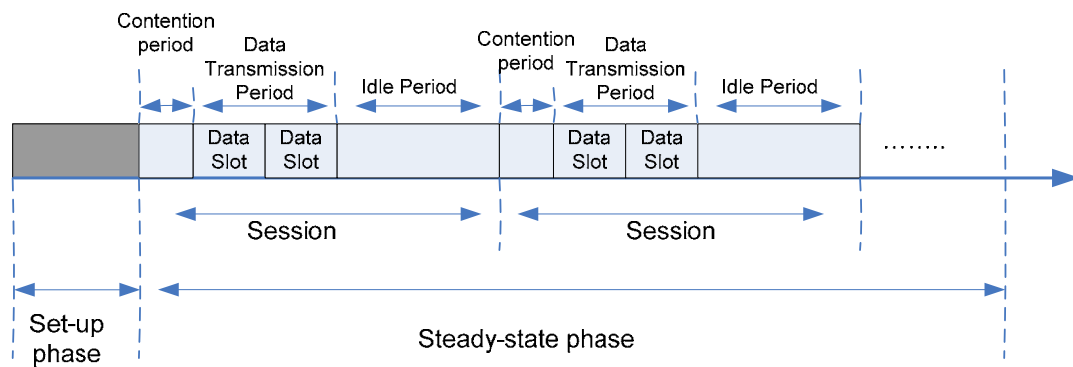 Contention
period
Data
Transmission
Period
Idle Period
Contention
period
Data
Transmission
Period
Idle Period
Data
Slot
Data
Slot
Data
Slot
Data
Slot
........
Session
Session
Set-up
phase
Steady-state phase